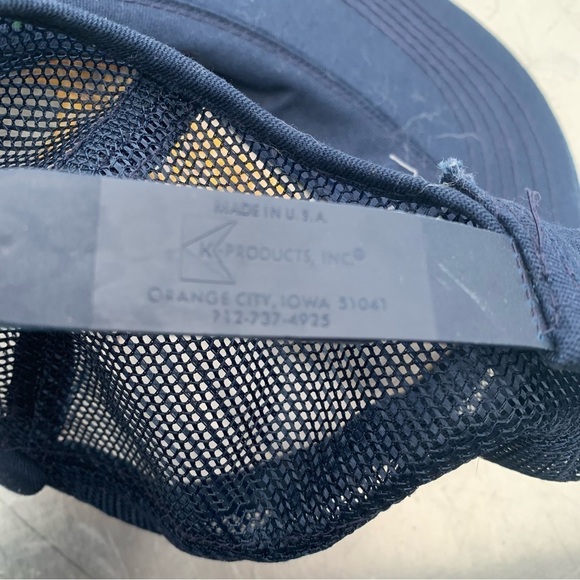 MADE IN U.S.A.
K-PRODUCTS, INC®
ORANGE CITY, IOWA 51041
712-737-4925